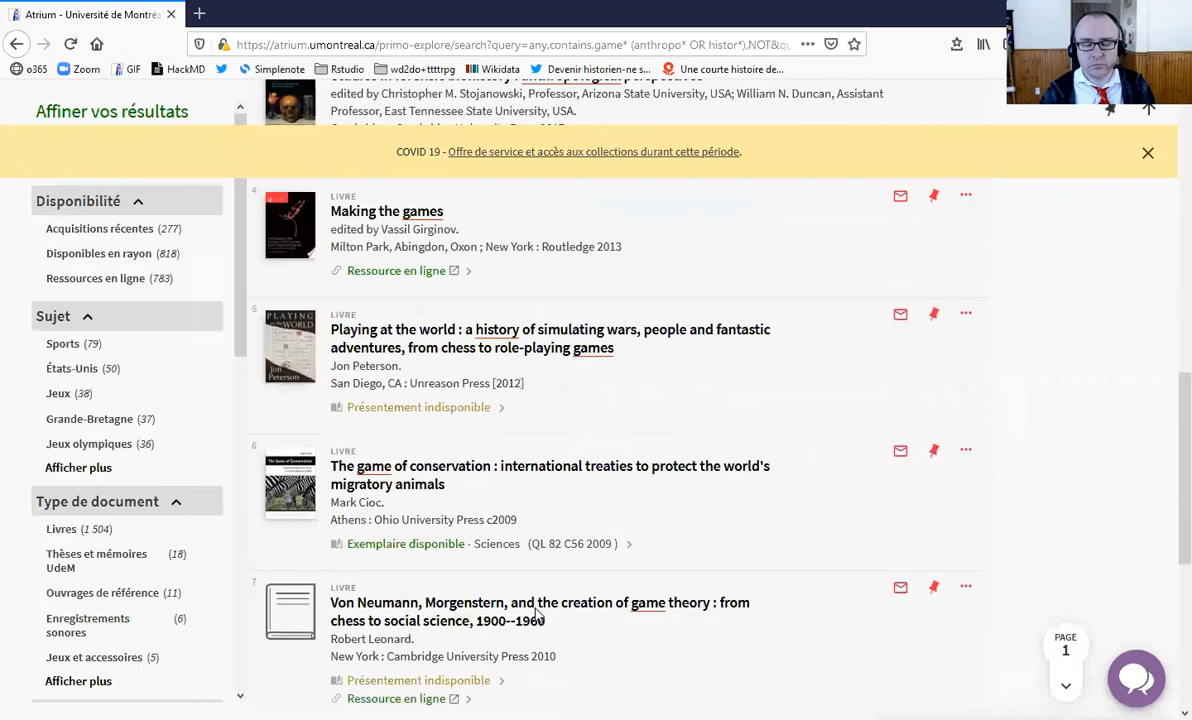 Atrium - Université de Montréa
https://atrium.umontreal.ca/primo-explore/search?query=any,contains,game* (anthropo* OR histor*),NOT&qu
o365 Zoom GIF HackMD Simplenote Rstudio wd2do+ttttrpg Wikidata Devenir historien-ne s... Une courte histoire de...
Affiner vos résultats
edited by Christopher M. Stojanowski, Professor, Arizona State University, USA; William N. Duncan, Assistant
Professor, East Tennessee State University, USA.
COVID 19 - Offre de service et accès aux collections durant cette période.
Disponibilité
Acquisitions récentes (277)
Disponibles en rayon (818)
Ressources en ligne (783)
Sujet
Sports (79)
États-Unis (50)
Jeux (38)
Grande-Bretagne (37)
Jeux olympiques (36)
Afficher plus
Type de document
Livres (1 504)
Thèses et mémoires (18)
UdeM
Ouvrages de référence (11)
Enregistrements (6)
sonores
Jeux et accessoires (5)
Afficher plus
4
LIVRE
Making the games
edited by Vassil Girginov.
Milton Park, Abingdon, Oxon ; New York : Routledge 2013
Ressource en ligne
5
LIVRE
PLAYING
WORLD
Jon Peterson
Playing at the world : a history of simulating wars, people and fantastic
adventures, from chess to role-playing games
Jon Peterson.
San Diego, CA : Unreason Press [2012]
Présentement indisponible
6
LIVRE
The game of conservation : international treaties to protect the world's
migratory animals
Mark Cioc.
Athens : Ohio University Press c2009
Exemplaire disponible - Sciences (QL 82 C56 2009 )
7
LIVRE
Von Neumann, Morgenstern, and the creation of game theory : from
chess to social science, 1900--1960
Robert Leonard.
New York : Cambridge University Press 2010
Présentement indisponible
Ressource en ligne
PAGE
1